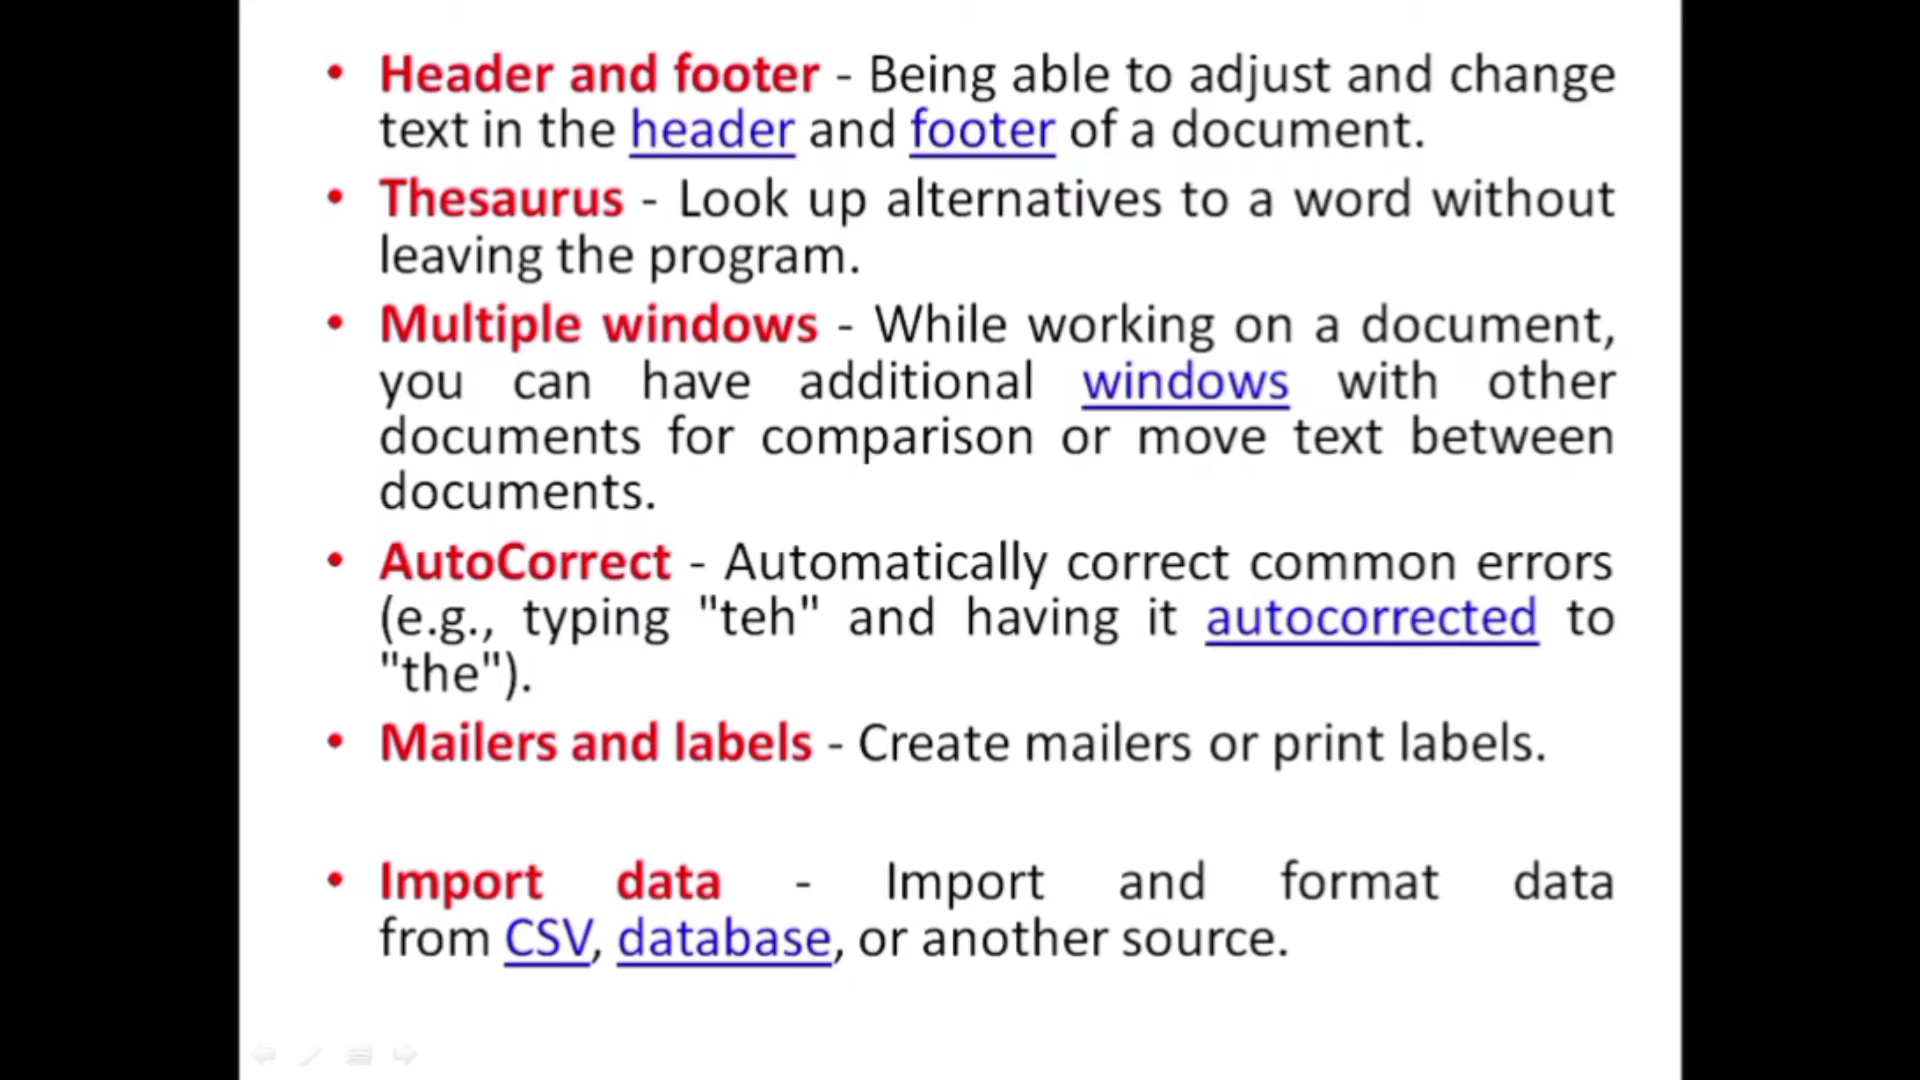 • Header and footer - Being able to adjust and change
text in the header and footer of a document.
• Thesaurus - Look up alternatives to a word without
leaving the program.
• Multiple windows - While working on a document,
you can have additional windows with other
documents for comparison or move text between
documents.
• AutoCorrect - Automatically correct common errors
(e.g., typing "teh" and having it autocorrected to
"the").
• Mailers and labels - Create mailers or print labels.
• Import data - Import and format data
from CSV, database, or another source.